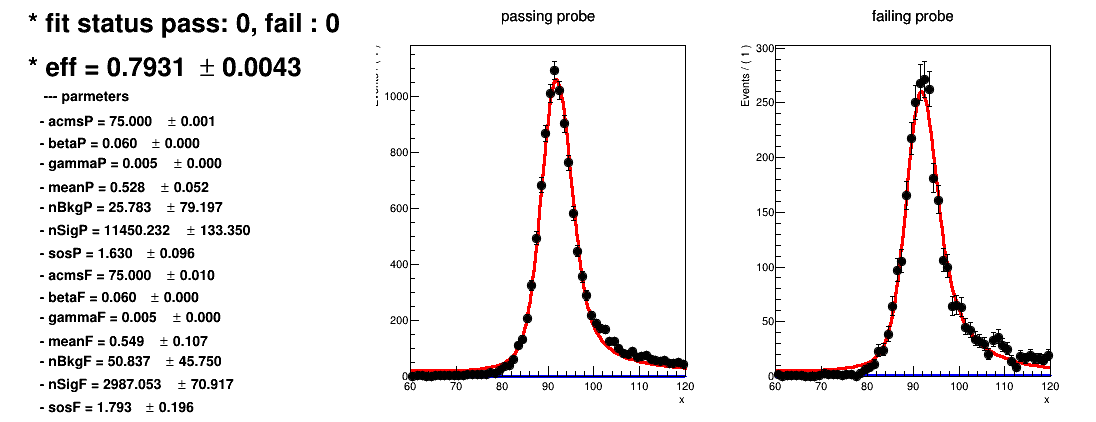 * fit status pass: 0, fail : 0
* eff = 0.7931 ± 0.0043
--- parmeters
- acmsP = 75.000 ± 0.001
- betaP = 0.060 ± 0.000
- gammaP = 0.005 ± 0.000
- meanP = 0.528 ± 0.052
- nBkgP = 25.783 ± 79.197
- nSigP = 11450.232 ± 133.350
- sosP = 1.630 ± 0.096
- acmsF = 75.000 ± 0.010
- betaF = 0.060 ± 0.000
- gammaF = 0.005 ± 0.000
- meanF = 0.549 ± 0.107
- nBkgF = 50.837 ± 45.750
- nSigF = 2987.053 ± 70.917
- sosF = 1.793 ± 0.196
passing probe
1000
800
600
400
200
0
60 70 80 90 100 110 120
x
failing probe
Events / ( 1 )
300
250
200
150
100
50
0
60 70 80 90 100 110 120
x